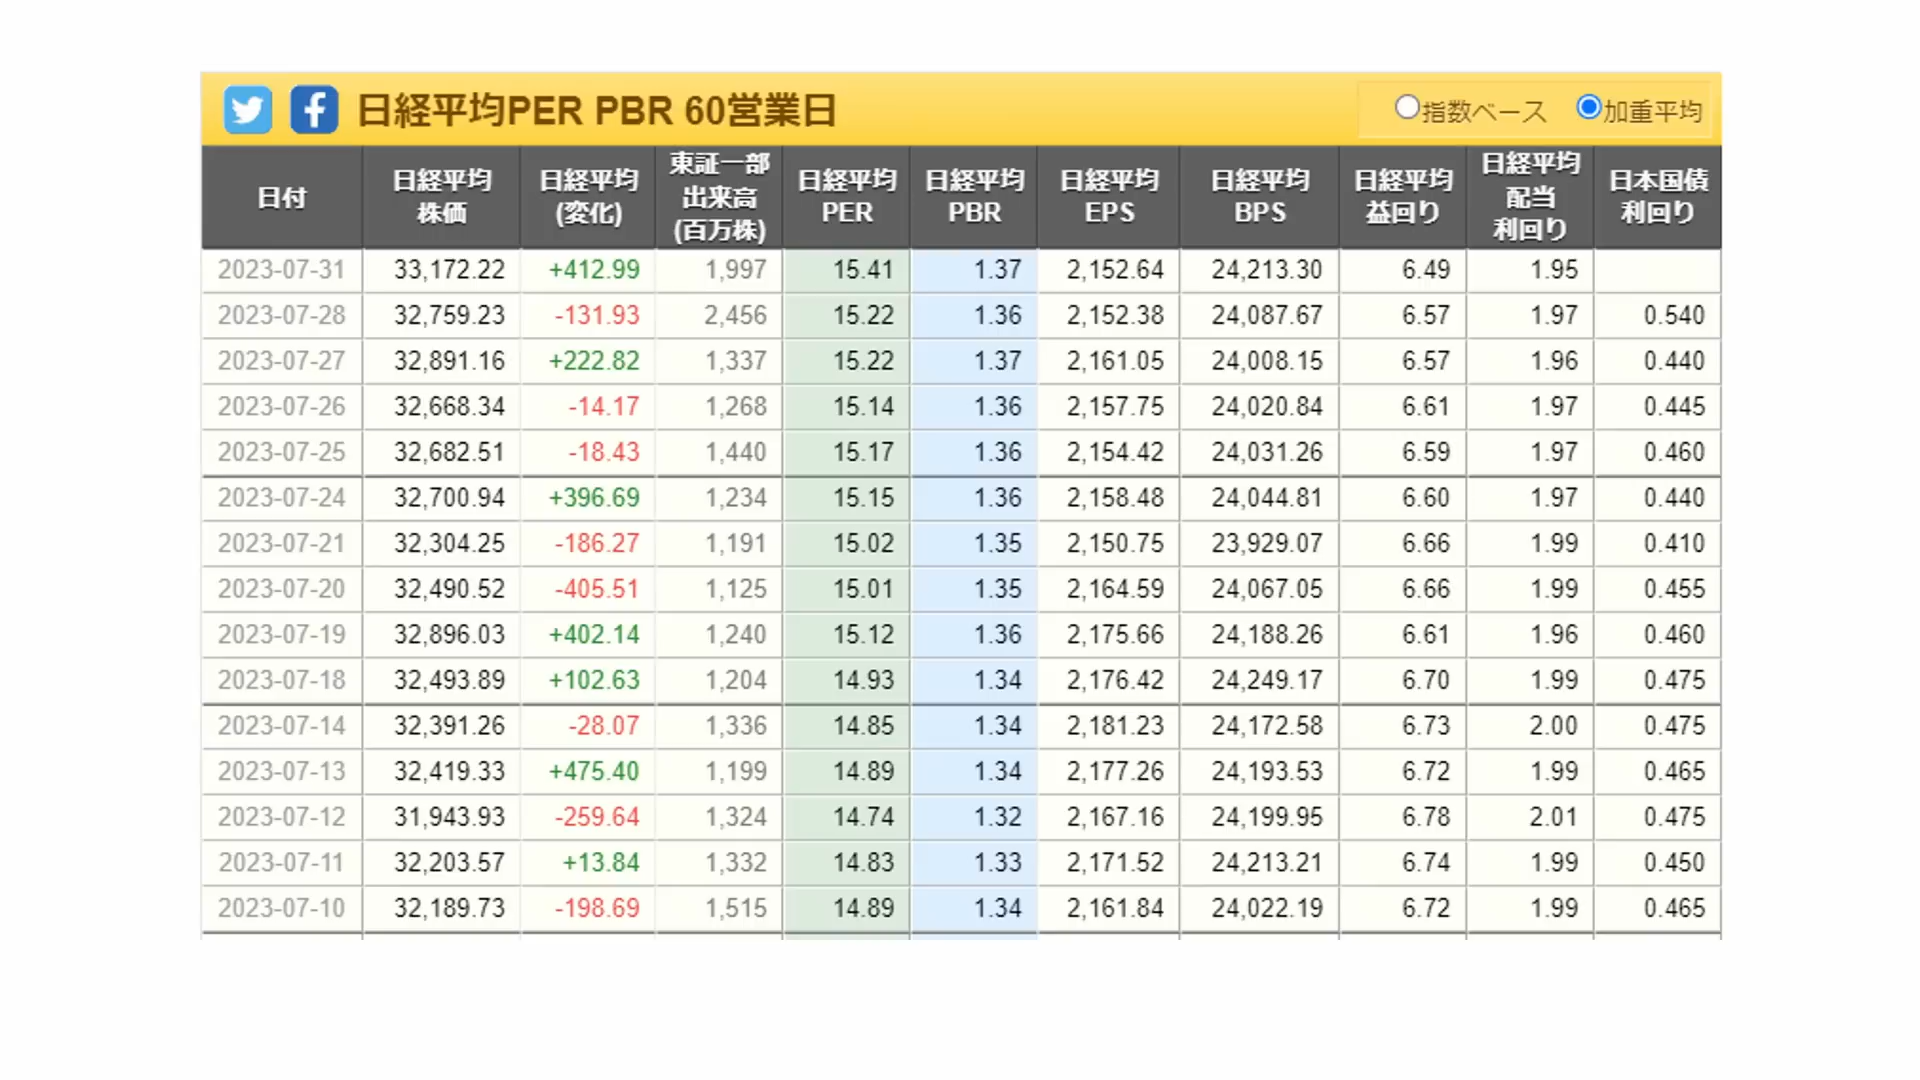 日経平均PER PBR 60営業日 指数ベース 加重平均
日付 日経平均株価 日経平均(変化) 東証一部出来高(百万株) 日経平均PER 日経平均PBR 日経平均EPS 日経平均BPS 日経平均益回り 日経平均配当利回り 日本国債利回り
2023-07-31 33,172.22 +412.99 1,997 15.41 1.37 2,152.64 24,213.30 6.49 1.95
2023-07-28 32,759.23 -131.93 2,456 15.22 1.36 2,152.38 24,087.67 6.57 1.97 0.540
2023-07-27 32,891.16 +222.82 1,337 15.22 1.37 2,161.05 24,008.15 6.57 1.96 0.440
2023-07-26 32,668.34 -14.17 1,268 15.14 1.36 2,157.75 24,020.84 6.61 1.97 0.445
2023-07-25 32,682.51 -18.43 1,440 15.17 1.36 2,154.42 24,031.26 6.59 1.97 0.460
2023-07-24 32,700.94 +396.69 1,234 15.15 1.36 2,158.48 24,044.81 6.60 1.97 0.440
2023-07-21 32,304.25 -186.27 1,191 15.02 1.35 2,150.75 23,929.07 6.66 1.99 0.410
2023-07-20 32,490.52 -405.51 1,125 15.01 1.35 2,164.59 24,067.05 6.66 1.99 0.455
2023-07-19 32,896.03 +402.14 1,240 15.12 1.36 2,175.66 24,188.26 6.61 1.96 0.460
2023-07-18 32,493.89 +102.63 1,204 14.93 1.34 2,176.42 24,249.17 6.70 1.99 0.475
2023-07-14 32,391.26 -28.07 1,336 14.85 1.34 2,181.23 24,172.58 6.73 2.00 0.475
2023-07-13 32,419.33 +475.40 1,199 14.89 1.34 2,177.26 24,193.53 6.72 1.99 0.465
2023-07-12 31,943.93 -259.64 1,324 14.74 1.32 2,167.16 24,199.95 6.78 2.01 0.475
2023-07-11 32,203.57 +13.84 1,332 14.83 1.33 2,171.52 24,213.21 6.74 1.99 0.450
2023-07-10 32,189.73 -198.69 1,515 14.89 1.34 2,161.84 24,022.19 6.72 1.99 0.465